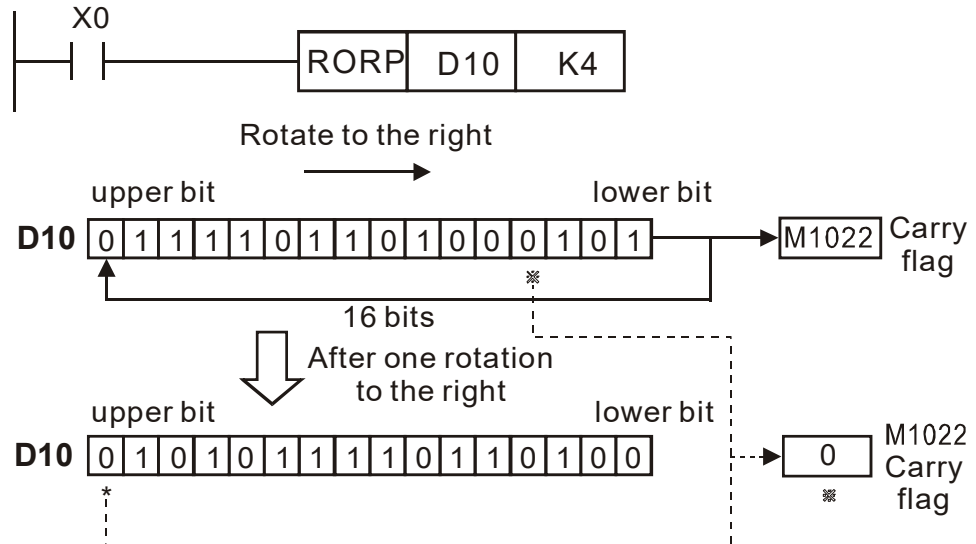 X0
RORP D10 K4
Rotate to the right
upper bit lower bit
D10 0 1 1 1 1 0 1 1 0 1 0 0 0 1 0 1 M1022 Carry flag
※
16 bits
After one rotation
to the right
upper bit lower bit
D10 0 1 0 1 0 1 1 1 1 0 1 1 0 1 0 0 0 M1022 Carry flag
* ※